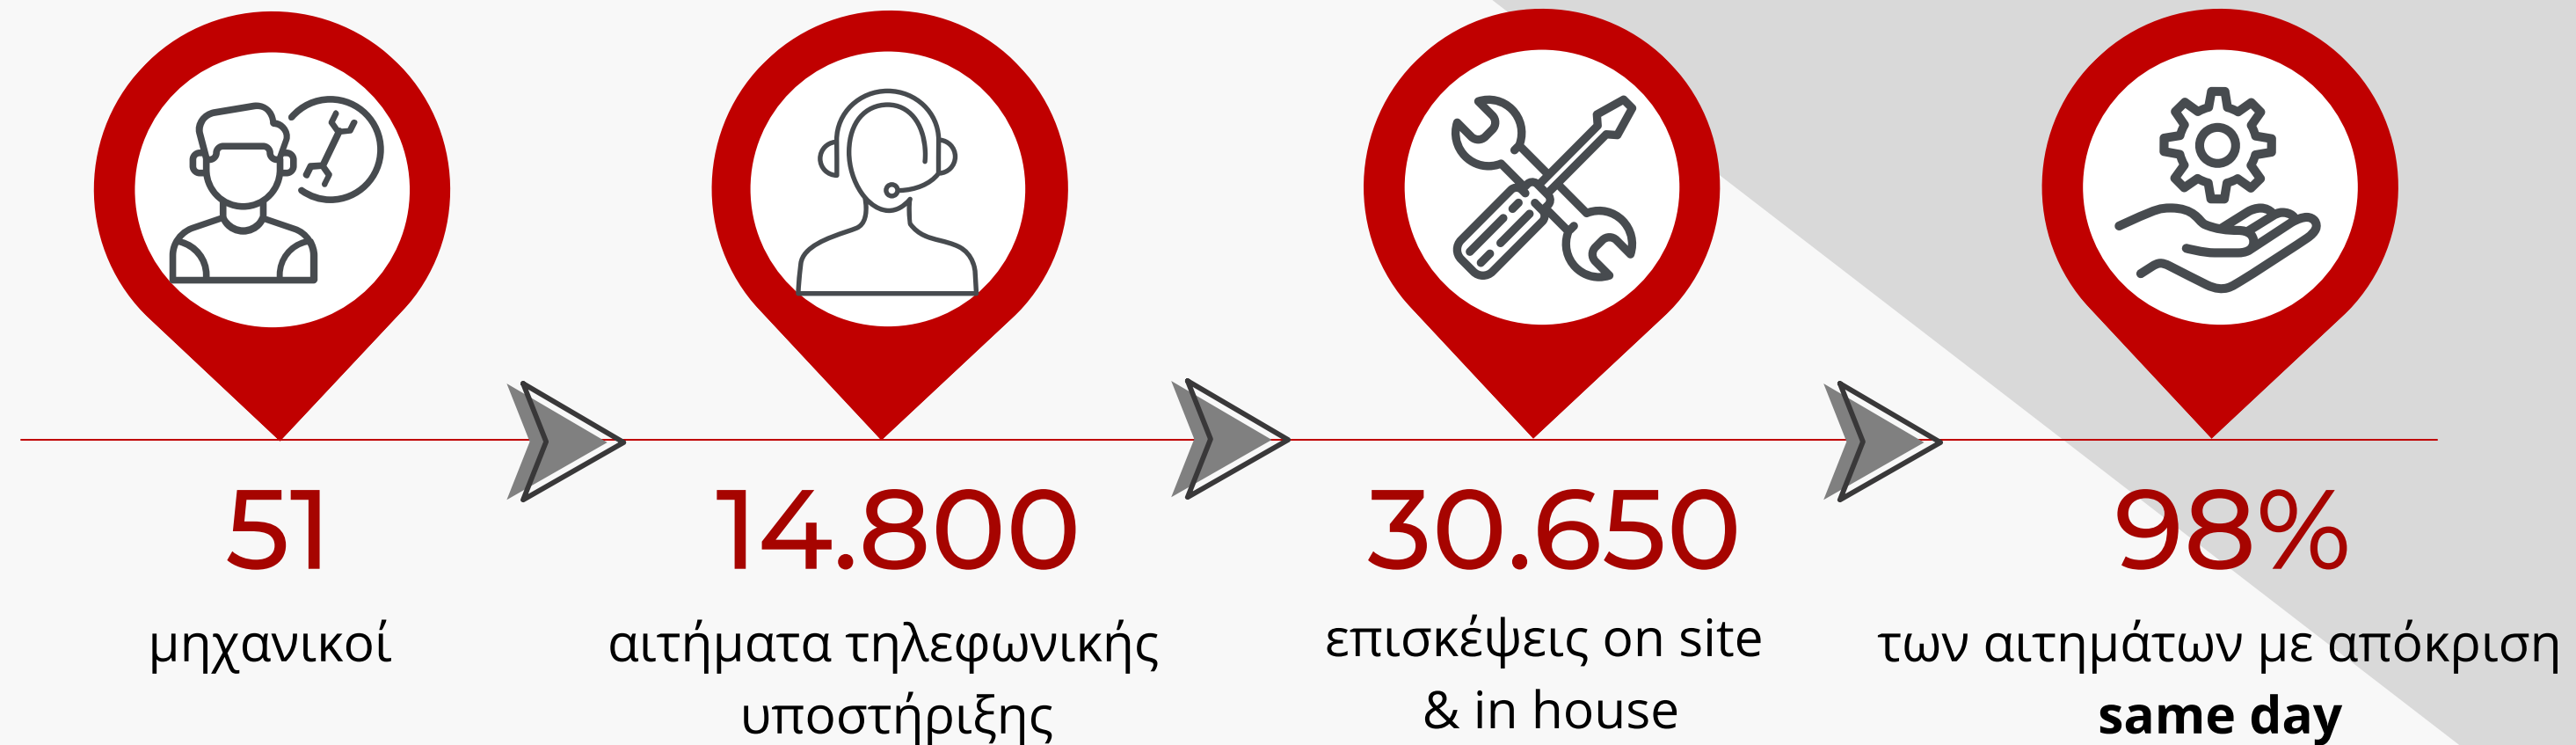 51
μηχανικοί
14.800
αιτήματα τηλεφωνικής
υποστήριξης
30.650
επισκέψεις on site
& in house
98%
των αιτημάτων με απόκριση
same day